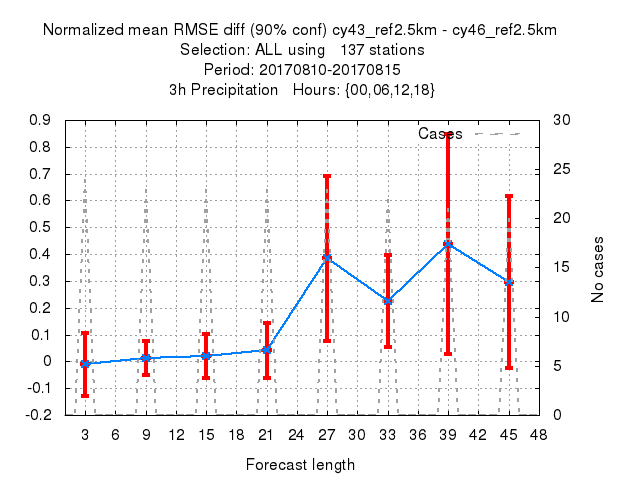 Normalized mean RMSE diff (90% conf) cy43_ref2.5km - cy46_ref2.5km
Selection: ALL using   137 stations
Period: 20170810-20170815
3h Precipitation   Hours: {00,06,12,18}
Cases
0.9
0.8
0.7
0.6
0.5
0.4
0.3
0.2
0.1
0
-0.1
-0.2
30
25
20
15
10
5
0
No cases
3 6 9 12 15 18 21 24 27 30 33 36 39 42 45 48
Forecast length